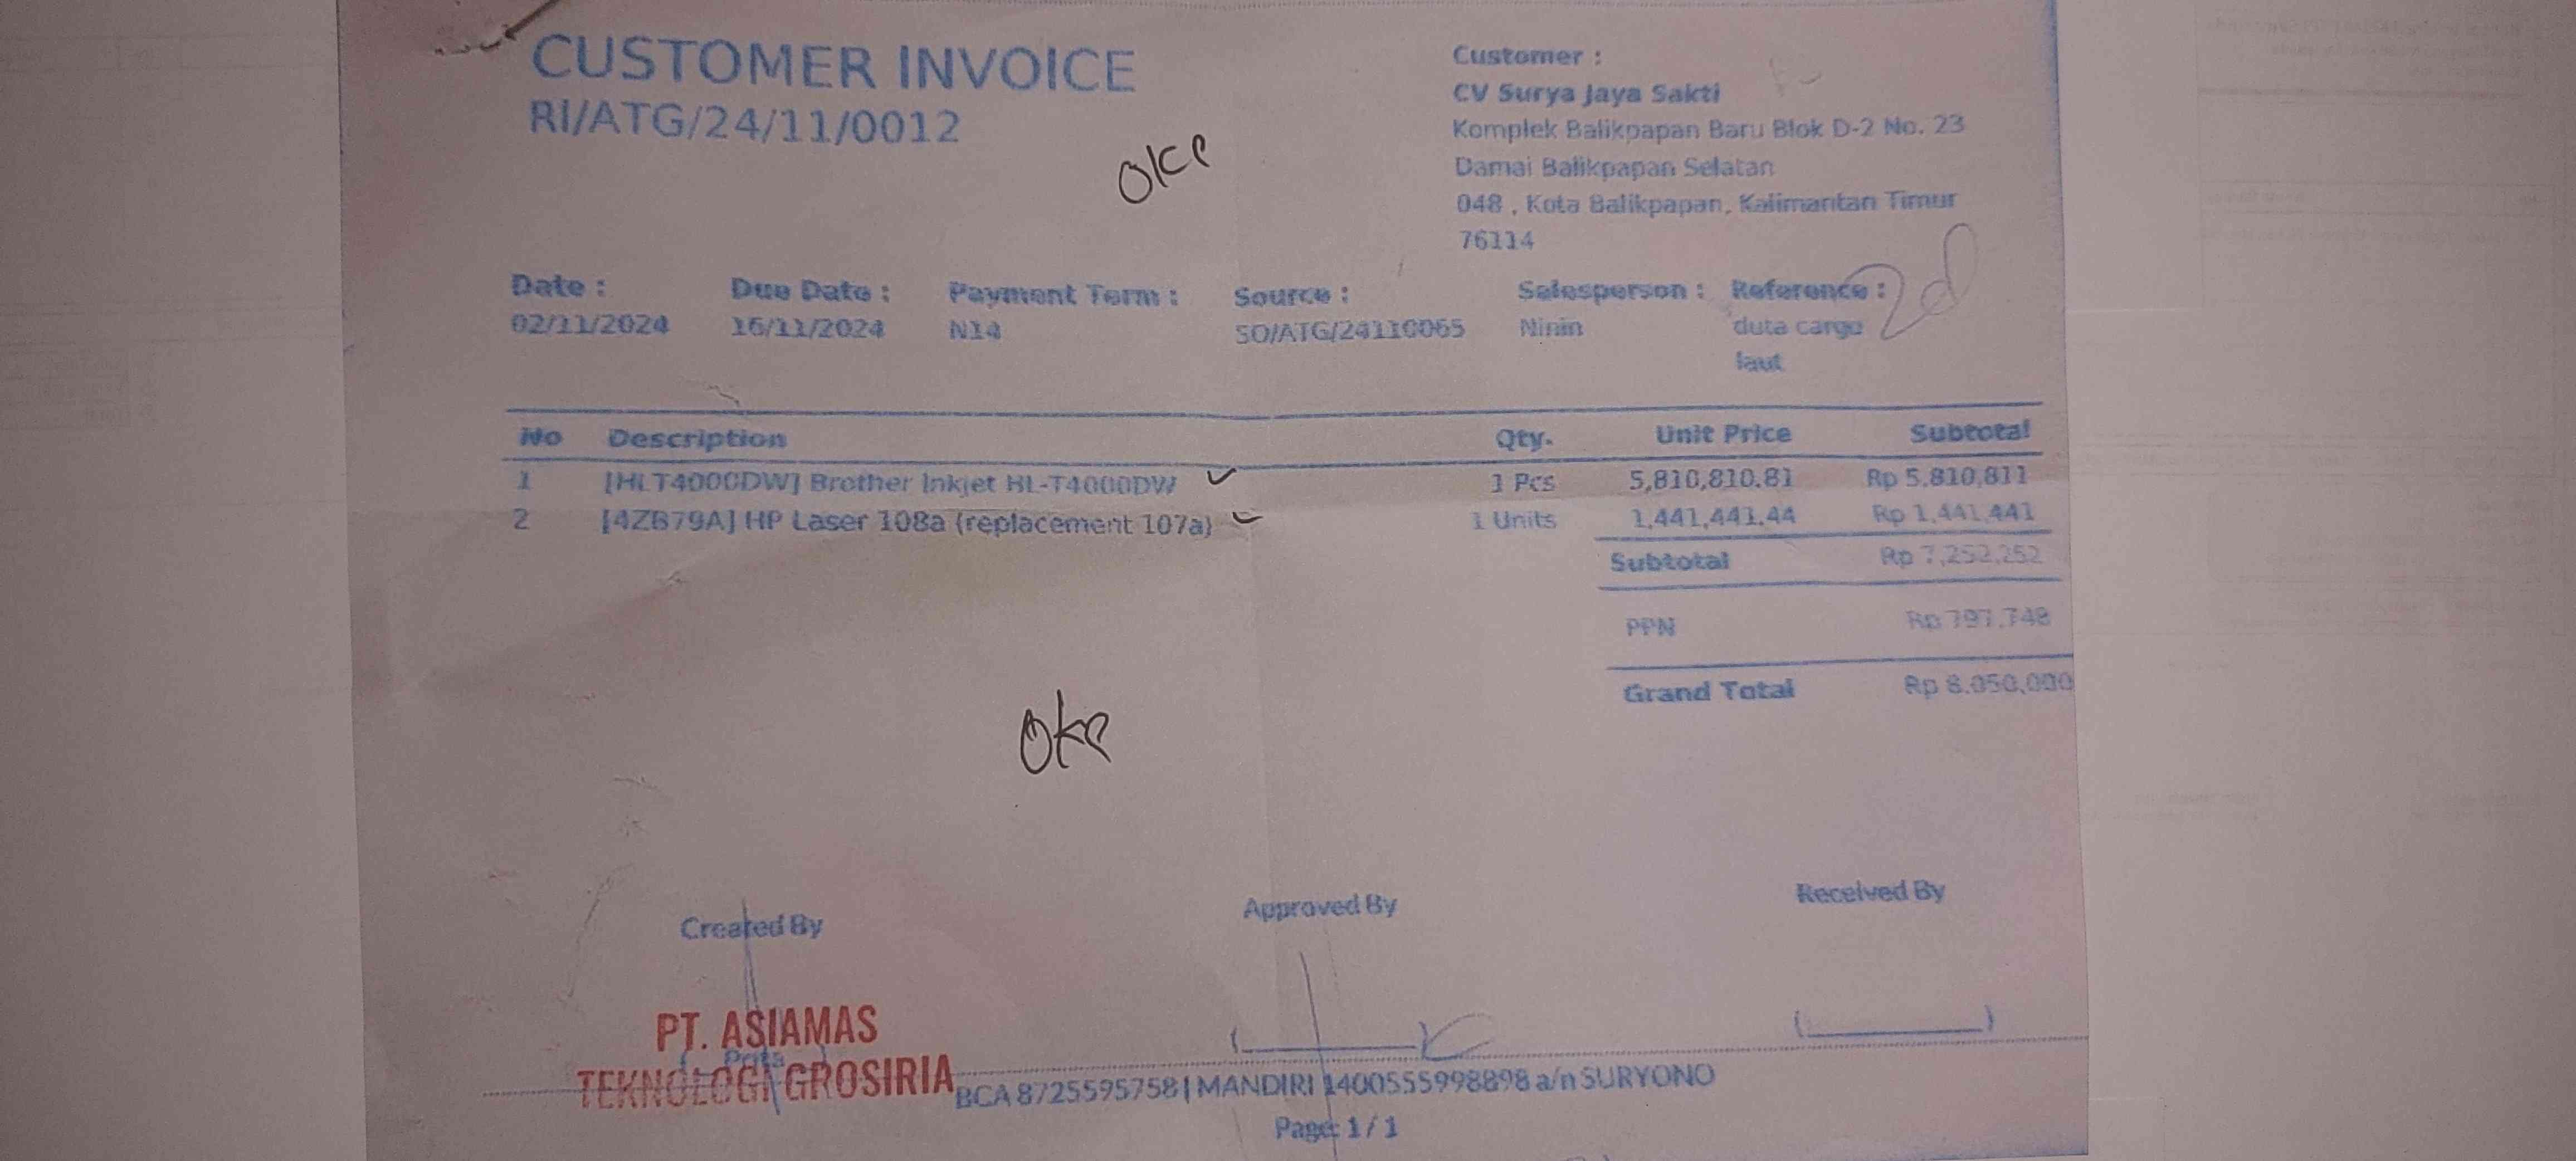 CUSTOMER INVOICE
RI/ATG/24/11/0012
oke
Customer :
CV Surya Jaya Sakti
Komplek Balikpapan Baru Blok D-2 No. 23
Damai Balikpapan Selatan
048 , Kota Balikpapan, Kalimantan Timur
76114
Date : Due Date : Payment Term : Source : Salesperson : Reference :
02/11/2024 16/11/2024 N14 SO/ATG/24110065 Ninin duta cargo
laut
No Description Qty. Unit Price Subtotal
1 [HLT4000DW] Brother Inkjet HL-T4000DW 1 Pcs 5,810,810.81 Rp 5,810,811
2 [4ZB79A] HP Laser 108a (replacement 107a) 1 Units 1,441,441.44 Rp 1,441,441
Subtotal Rp 7,252,252
PPN Rp 797,748
Grand Total Rp 8,050,000
oke
Created By Approved By Received By
PT. ASIAMAS
TEKNOLOGI GROSIRIA
BCA 8725595758 | MANDIRI 1400555998898 a/n SURYONO
Page: 1 / 1